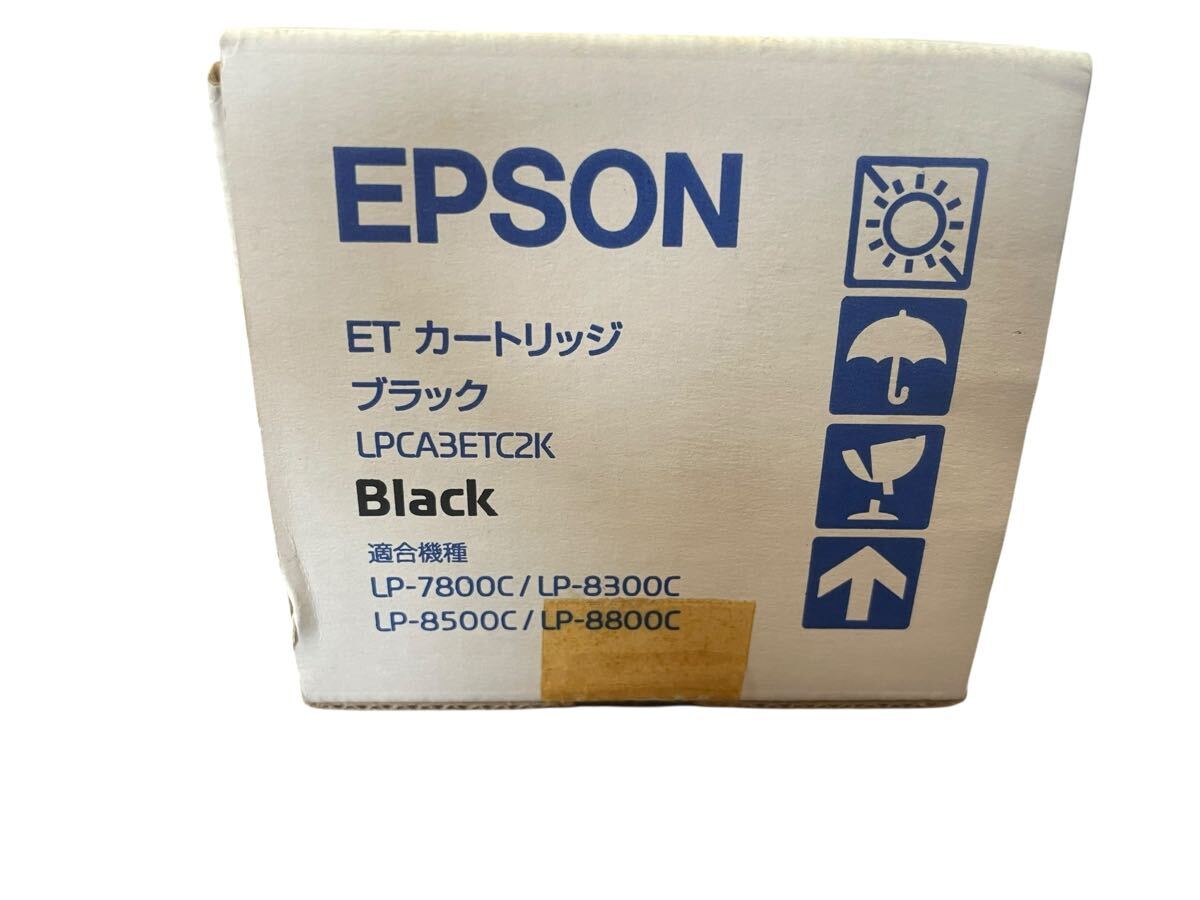 EPSON
ET カートリッジ
ブラック
LPCA3ETC2K
Black
適合機種
LP-7800C / LP-8300C
LP-8500C / LP-8800C